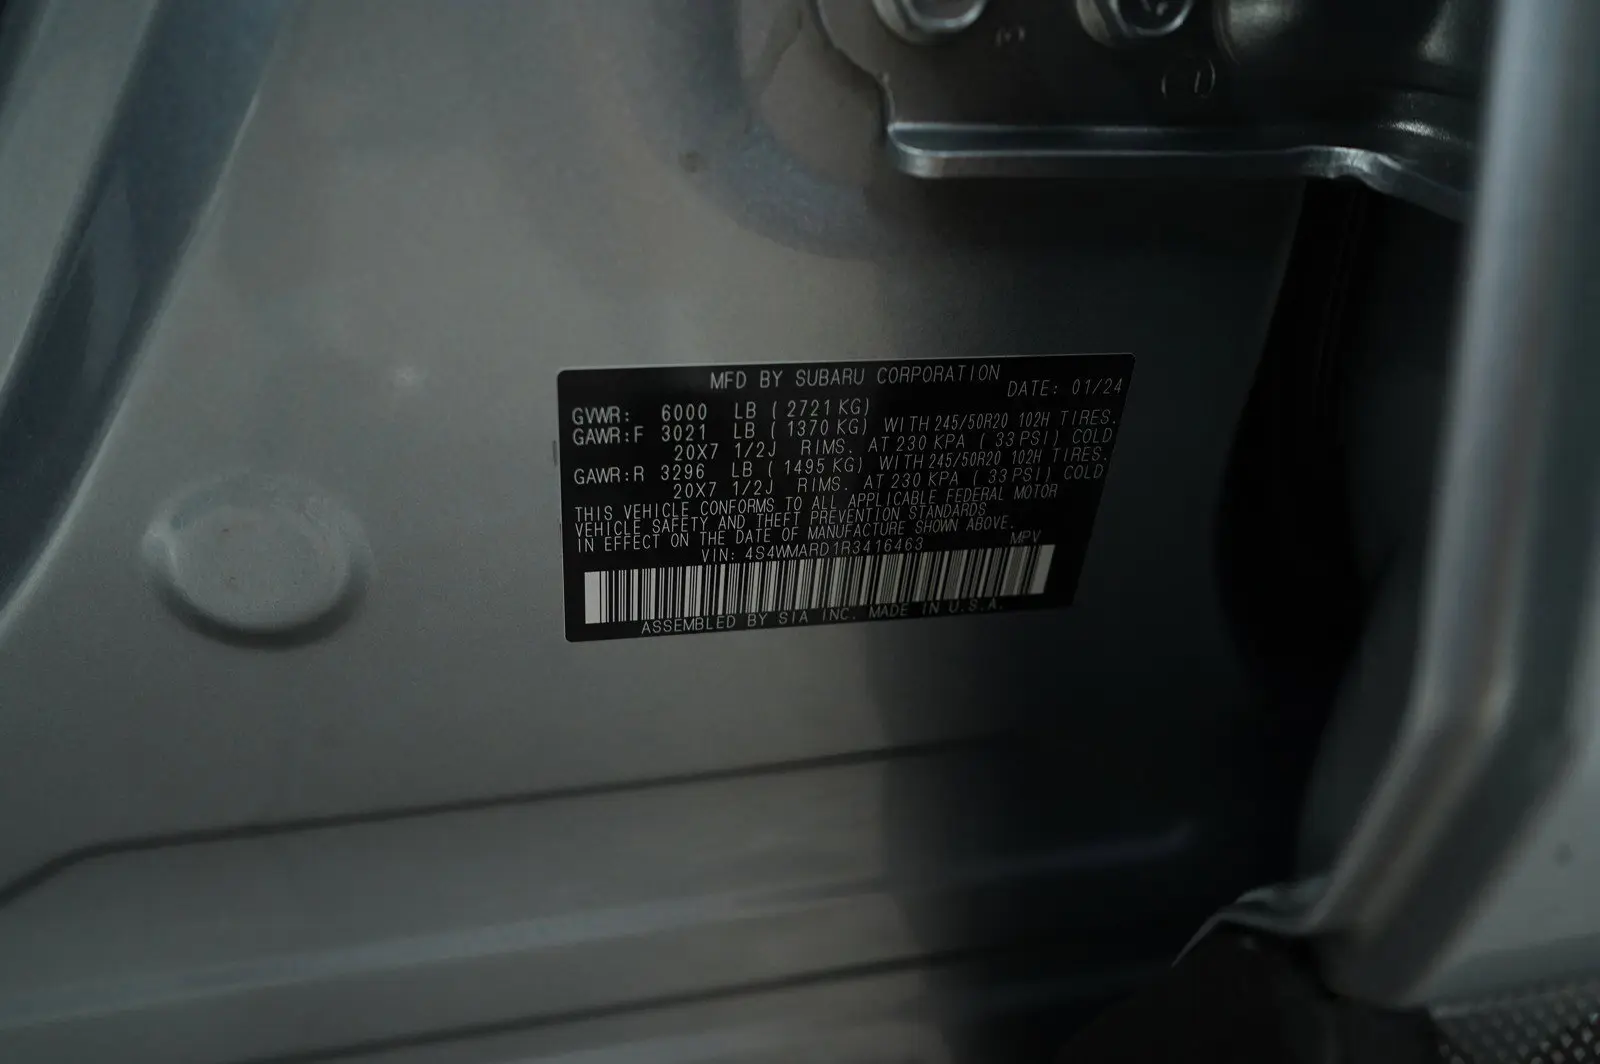 MFD BY SUBARU CORPORATION DATE: 01/24
GVWR: 6000 LB ( 2721 KG)
GAWR:F 3021 LB ( 1370 KG) WITH 245/50R20 102H TIRES.
20X7 1/2J RIMS. AT 230 KPA ( 33 PSI) COLD
GAWR:R 3296 LB ( 1495 KG) WITH 245/50R20 102H TIRES.
20X7 1/2J RIMS. AT 230 KPA ( 33 PSI) COLD
THIS VEHICLE CONFORMS TO ALL APPLICABLE FEDERAL MOTOR
VEHICLE SAFETY AND THEFT PREVENTION STANDARDS
IN EFFECT ON THE DATE OF MANUFACTURE SHOWN ABOVE.
VIN: 4S4WMARD1R3416463 MPV
ASSEMBLED BY SIA INC. MADE IN U.S.A.